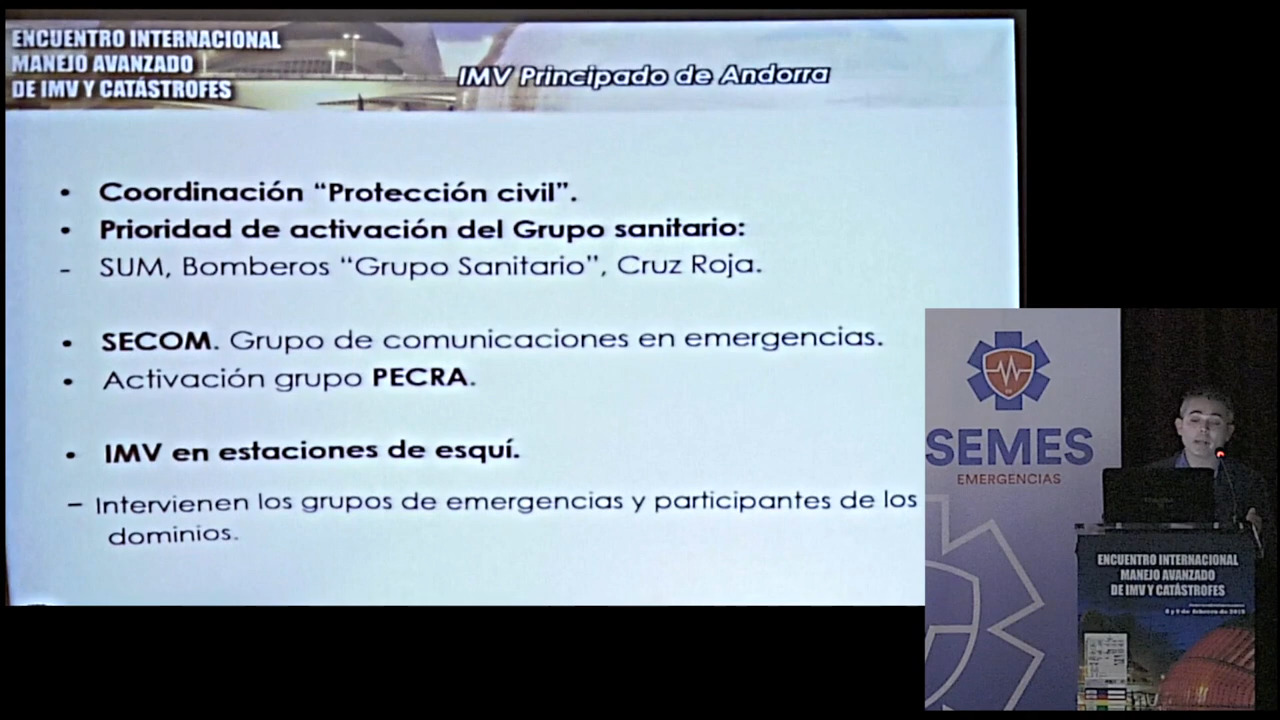 ENCUENTRO INTERNACIONAL
MANEJO AVANZADO
DE IMV Y CATÁSTROFES
IMV Principado de Andorra
• Coordinación “Protección civil”.
• Prioridad de activación del Grupo sanitario:
- SUM, Bomberos “Grupo Sanitario”, Cruz Roja.
• SECOM. Grupo de comunicaciones en emergencias.
• Activación grupo PECRA.
• IMV en estaciones de esquí.
– Intervienen los grupos de emergencias y participantes de los
dominios.
SEMES
EMERGENCIAS
ENCUENTRO INTERNACIONAL
MANEJO AVANZADO
DE IMV Y CATÁSTROFES